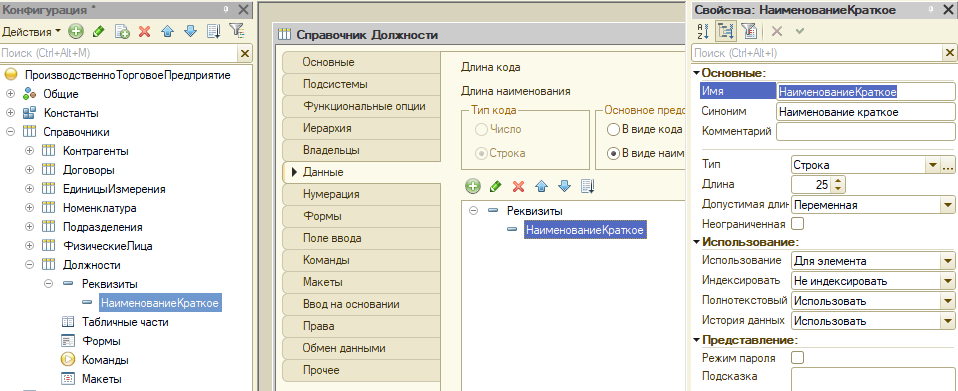 Конфигурация *
Действия
Поиск (Ctrl+Alt+M)
ПроизводственноТорговоеПредприятие
Общие
Константы
Справочники
Контрагенты
Договоры
ЕдиницыИзмерения
Номенклатура
Подразделения
ФизическиеЛица
Должности
Реквизиты
НаименованиеКраткое
Табличные части
Формы
Команды
Макеты
Справочник Должности
Основные
Подсистемы
Функциональные опции
Иерархия
Владельцы
Данные
Нумерация
Формы
Поле ввода
Команды
Макеты
Ввод на основании
Права
Обмен данными
Прочее
Длина кода
Длина наименования
Тип кода
Число
Строка
Основное предс
В виде кода
В виде наим
Реквизиты
НаименованиеКраткое
Свойства: НаименованиеКраткое
Поиск (Ctrl+Alt+I)
Основные:
Имя НаименованиеКраткое
Синоним Наименование краткое
Комментарий
Тип Строка
Длина 25
Допустимая длин Переменная
Неограниченная
Использование:
Использование Для элемента
Индексировать Не индексировать
Полнотекстовый Использовать
История данных Использовать
Представление:
Режим пароля
Подсказка